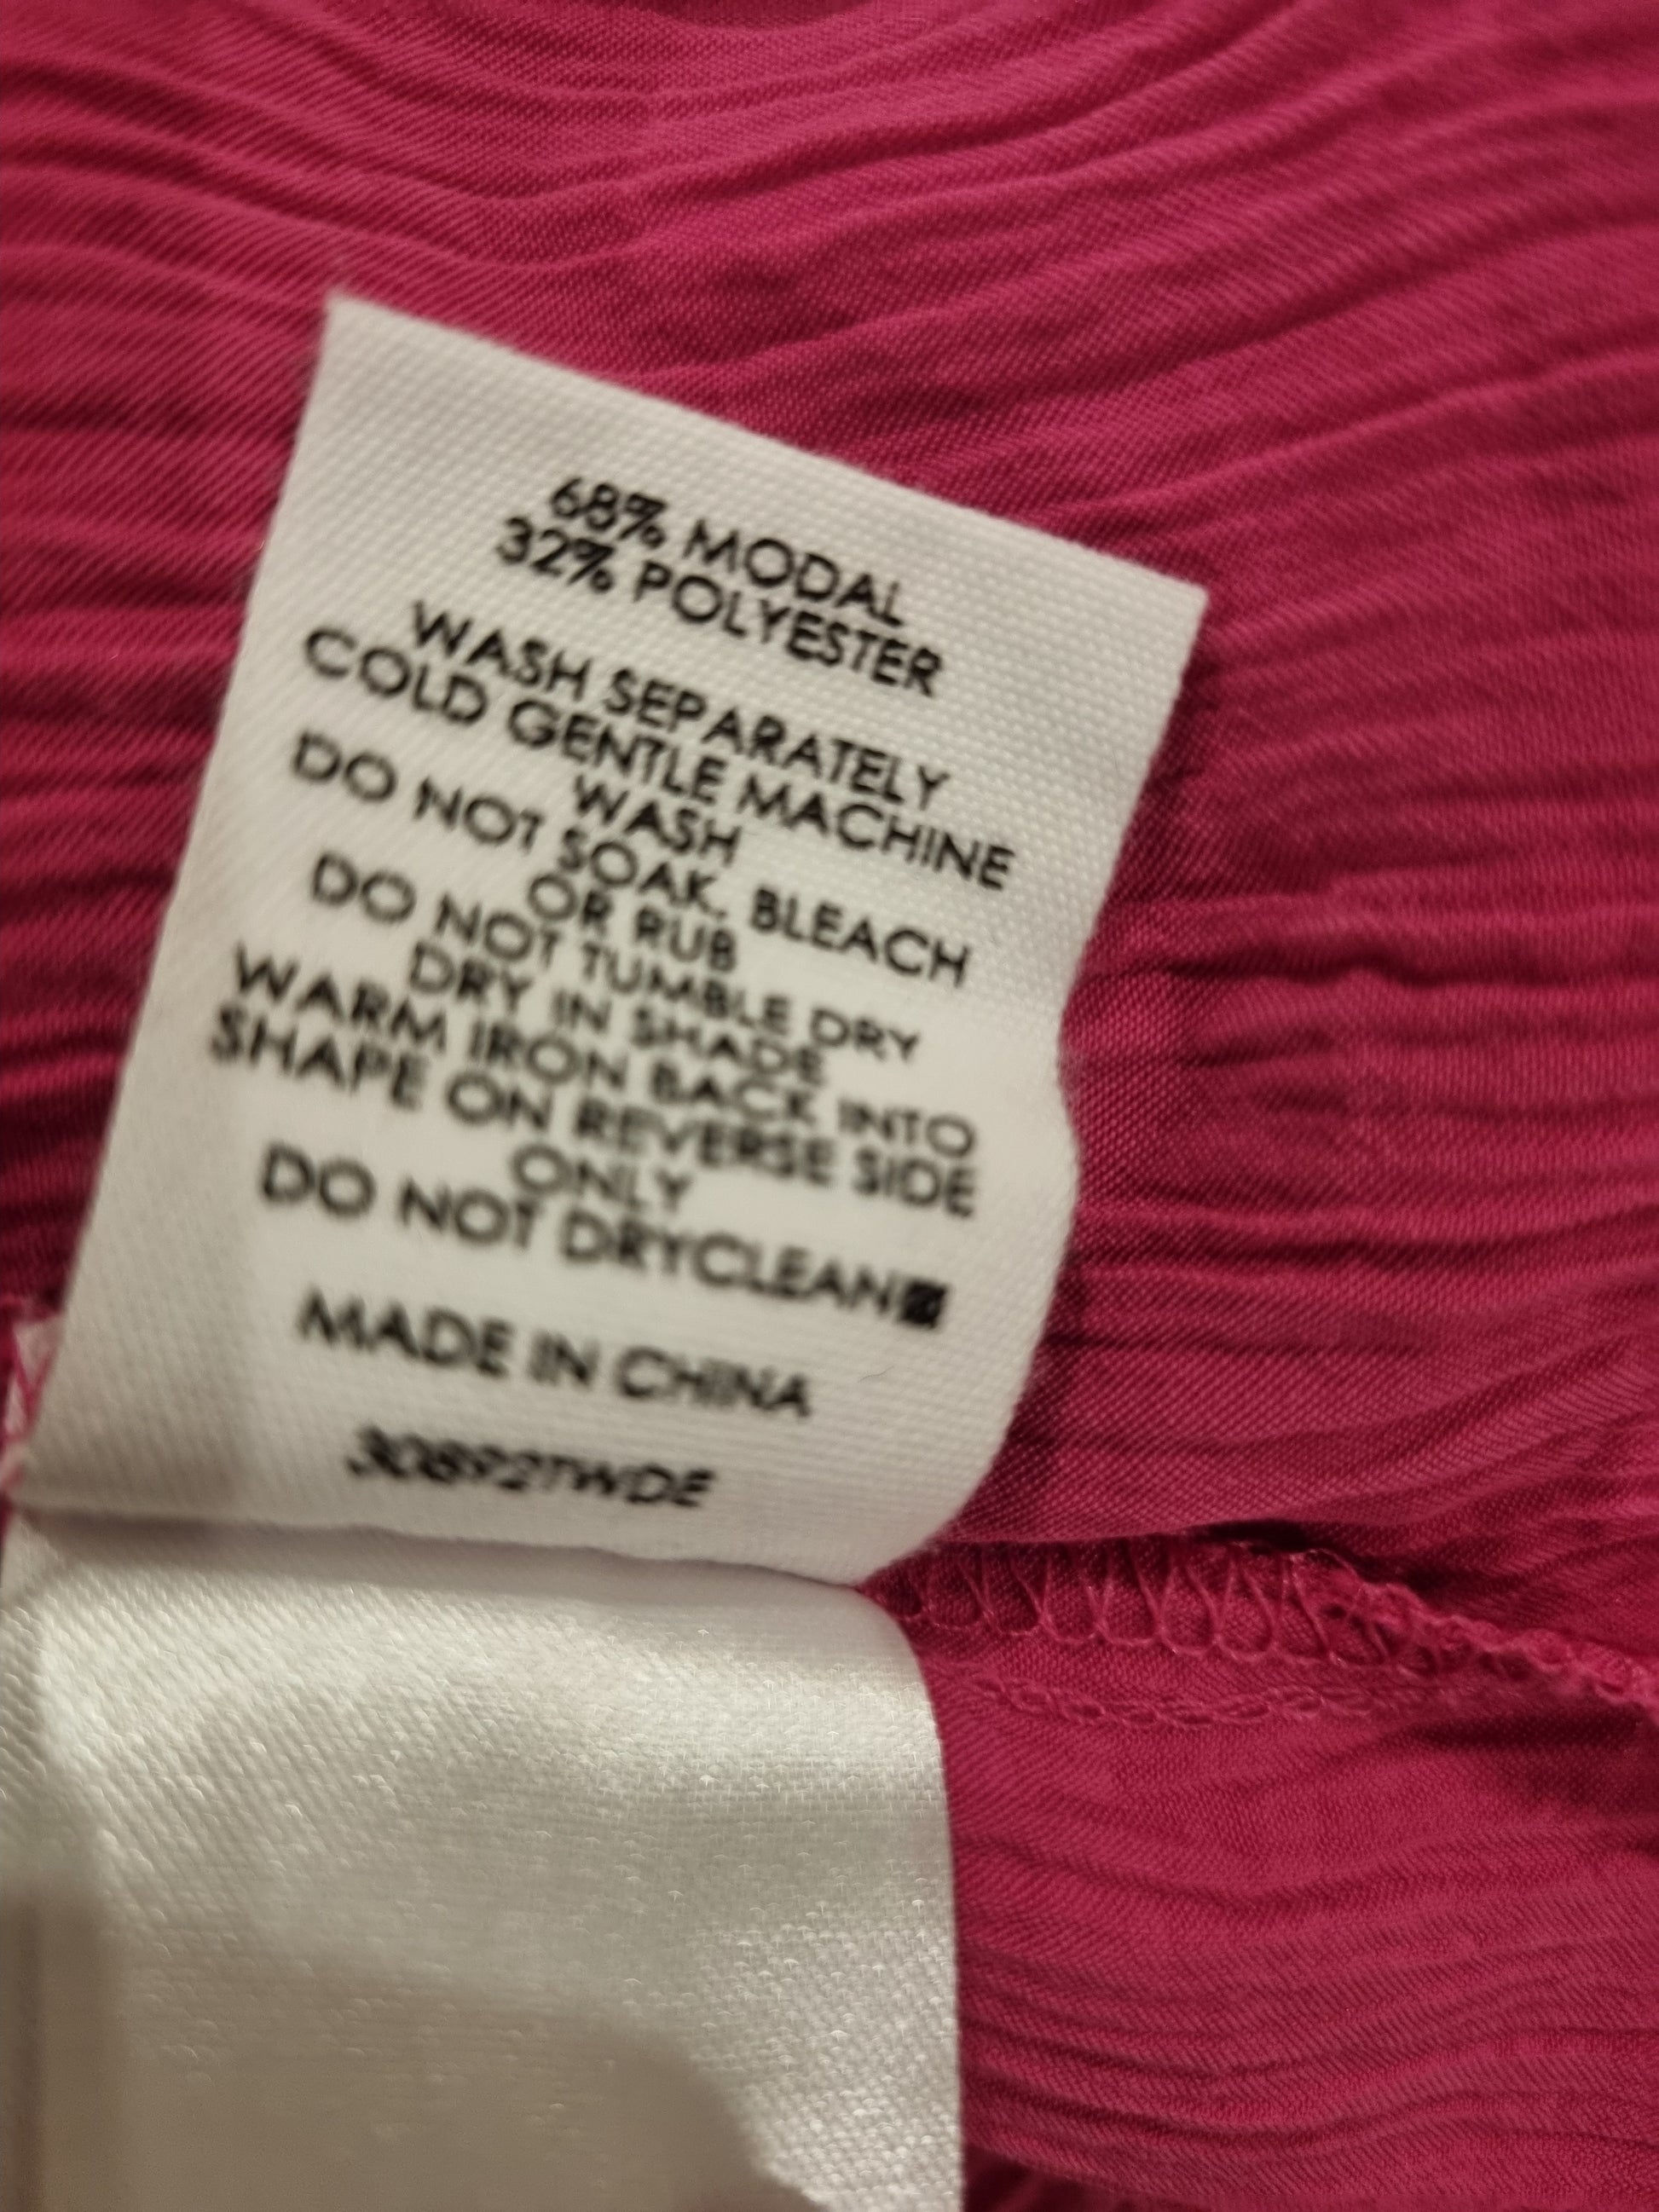 68% MODAL
32% POLYESTER
WASH SEPARATELY
COLD GENTLE MACHINE
WASH
DO NOT SOAK, BLEACH
OR RUB
DO NOT TUMBLE DRY
DRY IN SHADE
WARM IRON BACK INTO
SHAPE ON REVERSE SIDE
ONLY
DO NOT DRYCLEAN
MADE IN CHINA
30892TWDE